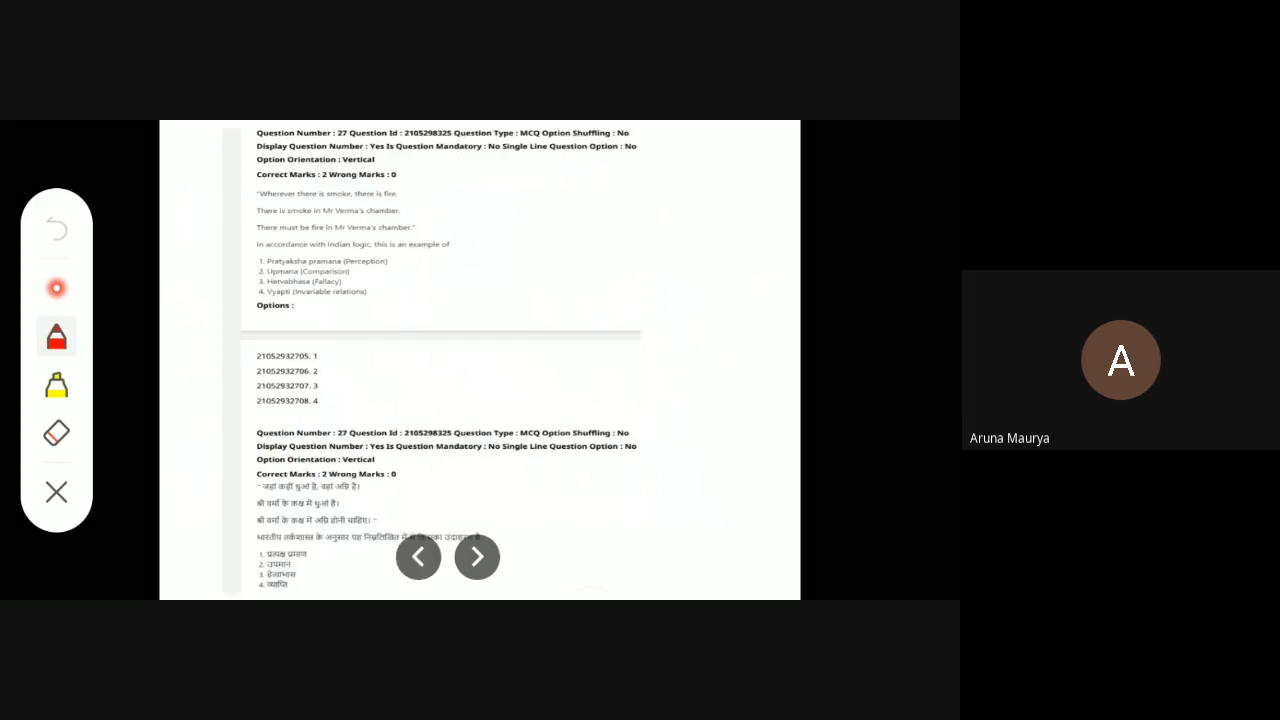 Question Number : 27 Question Id : 2105298325 Question Type : MCQ Option Shuffling : No
Display Question Number : Yes Is Question Mandatory : No Single Line Question Option : No
Option Orientation : Vertical
Correct Marks : 2 Wrong Marks : 0
"Wherever there is smoke, there is fire.
There is smoke in Mr Verma's chamber.
There must be fire in Mr Verma's chamber."
In accordance with Indian logic, this is an example of
1. Pratyaksha pramana (Perception)
2. Upmana (Comparison)
3. Hetvabhasa (Fallacy)
4. Vyapti (Invariable relations)
Options :
21052932705. 1
21052932706. 2
21052932707. 3
21052932708. 4
Question Number : 27 Question Id : 2105298325 Question Type : MCQ Option Shuffling : No
Display Question Number : Yes Is Question Mandatory : No Single Line Question Option : No
Option Orientation : Vertical
Correct Marks : 2 Wrong Marks : 0
" जहां कहीं धुआं है, वहां अग्नि है।
श्री वर्मा के कक्ष में धुआं है।
श्री वर्मा के कक्ष में अग्नि होनी चाहिए। "
भारतीय तर्कशास्त्र के अनुसार यह निम्नलिखित में उदाहरण है
1. प्रत्यक्ष प्रमाण
2. उपमान
3. हेत्वाभास
4. व्याप्ति
A
Aruna Maurya